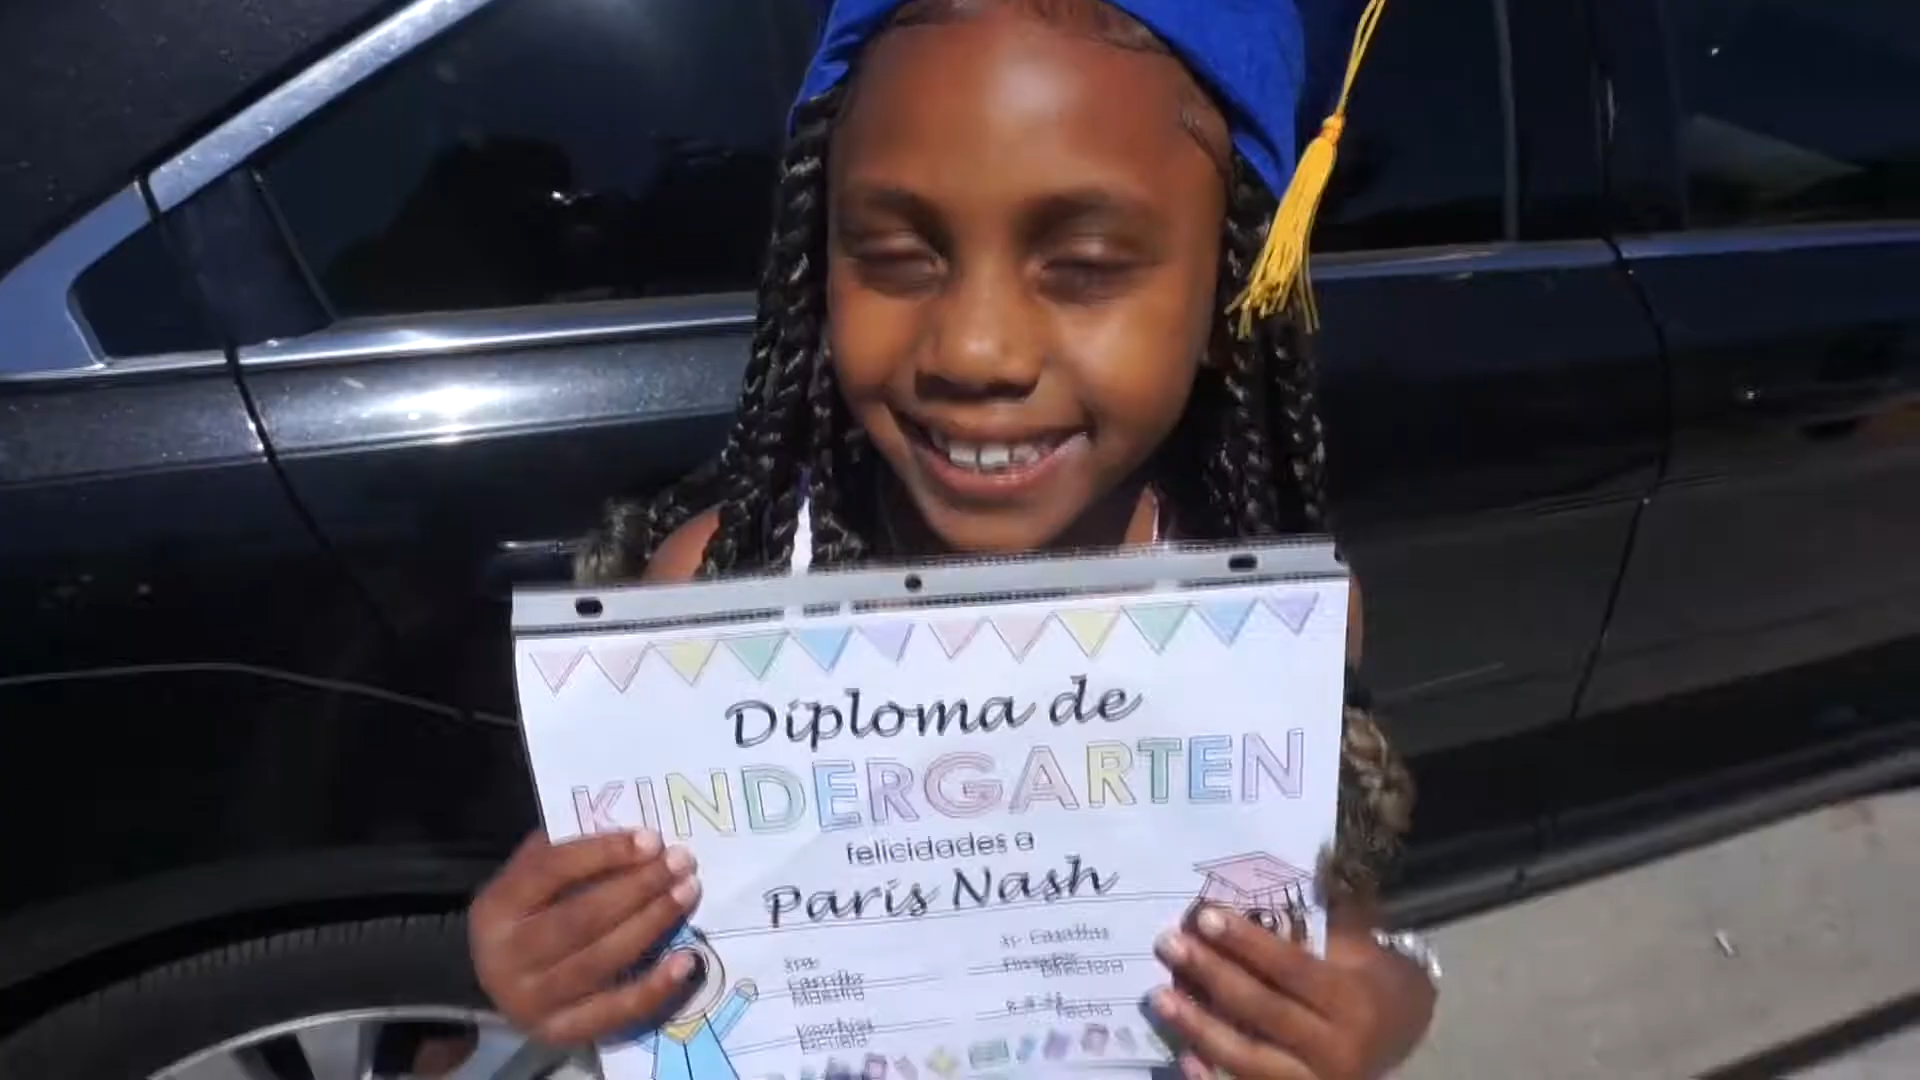 Diploma de
KINDERGARTEN
felicidades a
Paris Nash
Directora
Maestra
Fecha
Escuela